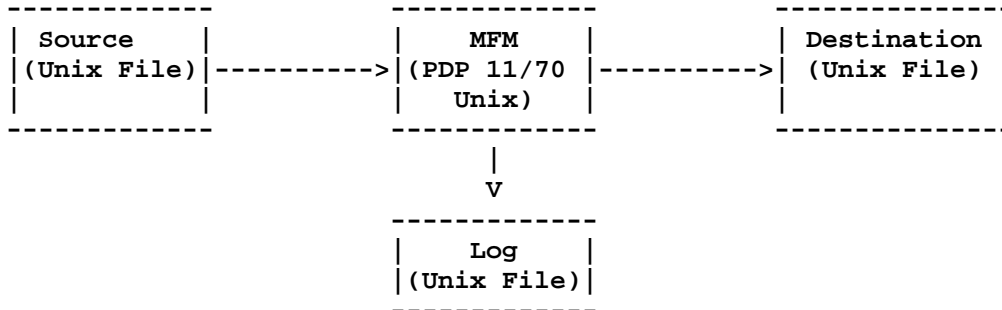 Source MFM Destination
(Unix File) (PDP 11/70 (Unix File)
Unix)
Log
(Unix File)